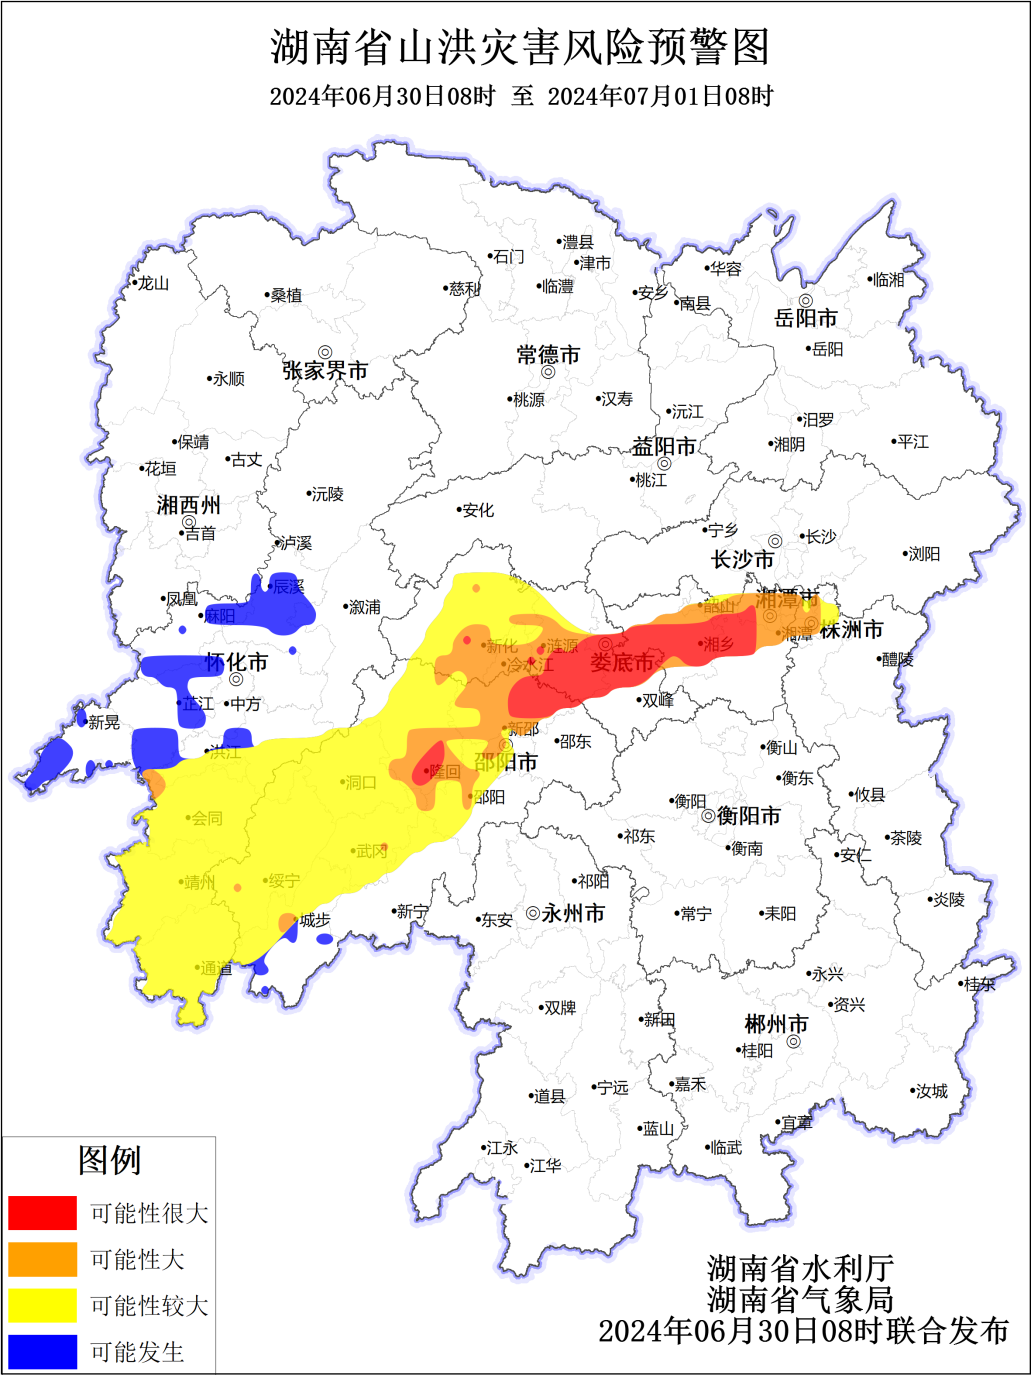 湖南省山洪灾害风险预警图
2024年06月30日08时 至 2024年07月01日08时
澧县
石门
津市
华容
龙山
临湘
慈利
临澧
安乡
桑植
南县
岳阳市
岳阳
常德市
张家界市
永顺
桃源
汉寿
沅江
汨罗
保靖
湘阴
平江
益阳市
古丈
花垣
桃江
沅陵
湘西州
安化
吉首
宁乡
长沙
泸溪
长沙市
浏阳
辰溪
凤凰
溆浦
韶山
湘潭市
麻阳
株洲市
湘潭
新化
涟源
湘乡
怀化市
冷水江
娄底市
醴陵
芷江
中方
双峰
新晃
新邵
邵东
洪江
衡山
邵阳市
隆回
洞口
衡东
邵阳
攸县
衡阳
会同
衡阳市
祁东
茶陵
武冈
衡南
安仁
靖州
绥宁
祁阳
炎陵
新宁
永州市
常宁
耒阳
城步
东安
通道
永兴
桂东
双牌
资兴
新田
郴州市
桂阳
嘉禾
宁远
道县
汝城
蓝山
宜章
江永
临武
江华
图例
可能性很大
可能性大
可能性较大
可能发生
湖南省水利厅
湖南省气象局
2024年06月30日08时联合发布